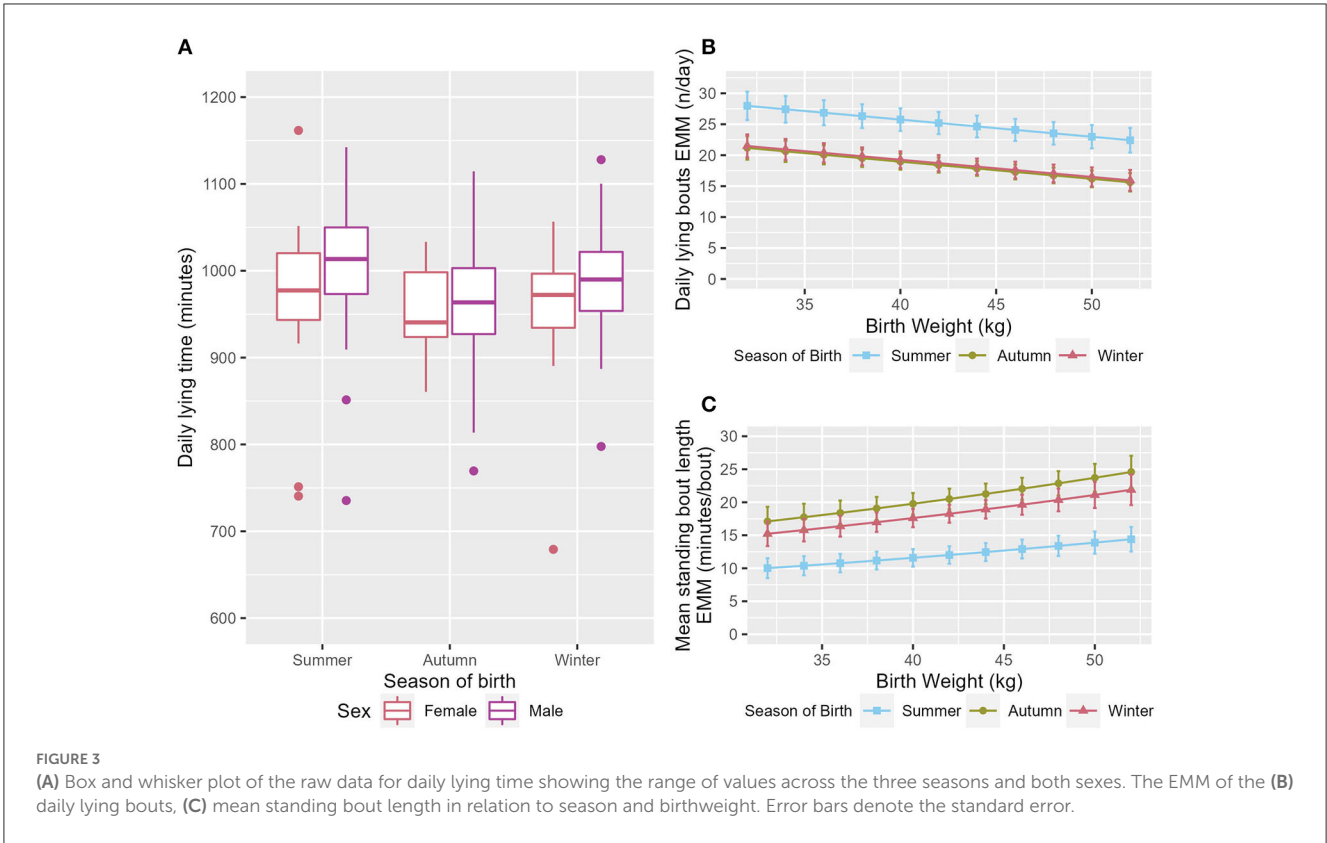 A
Daily lying time (minutes)
1200
1100
1000
900
800
700
600
Summer
Autumn
Winter
Season of birth
Sex
Female
Male
B
Daily lying bouts EMM (n/day)
30
25
20
15
10
5
0
35
40
45
50
Birth Weight (kg)
Season of Birth
Summer
Autumn
Winter
C
Mean standing bout length
EMM (minutes/bout)
30
25
20
15
10
5
0
35
40
45
50
Birth Weight (kg)
Season of Birth
Summer
Autumn
Winter
FIGURE 3
(A) Box and whisker plot of the raw data for daily lying time showing the range of values across the three seasons and both sexes. The EMM of the (B)
daily lying bouts, (C) mean standing bout length in relation to season and birthweight. Error bars denote the standard error.